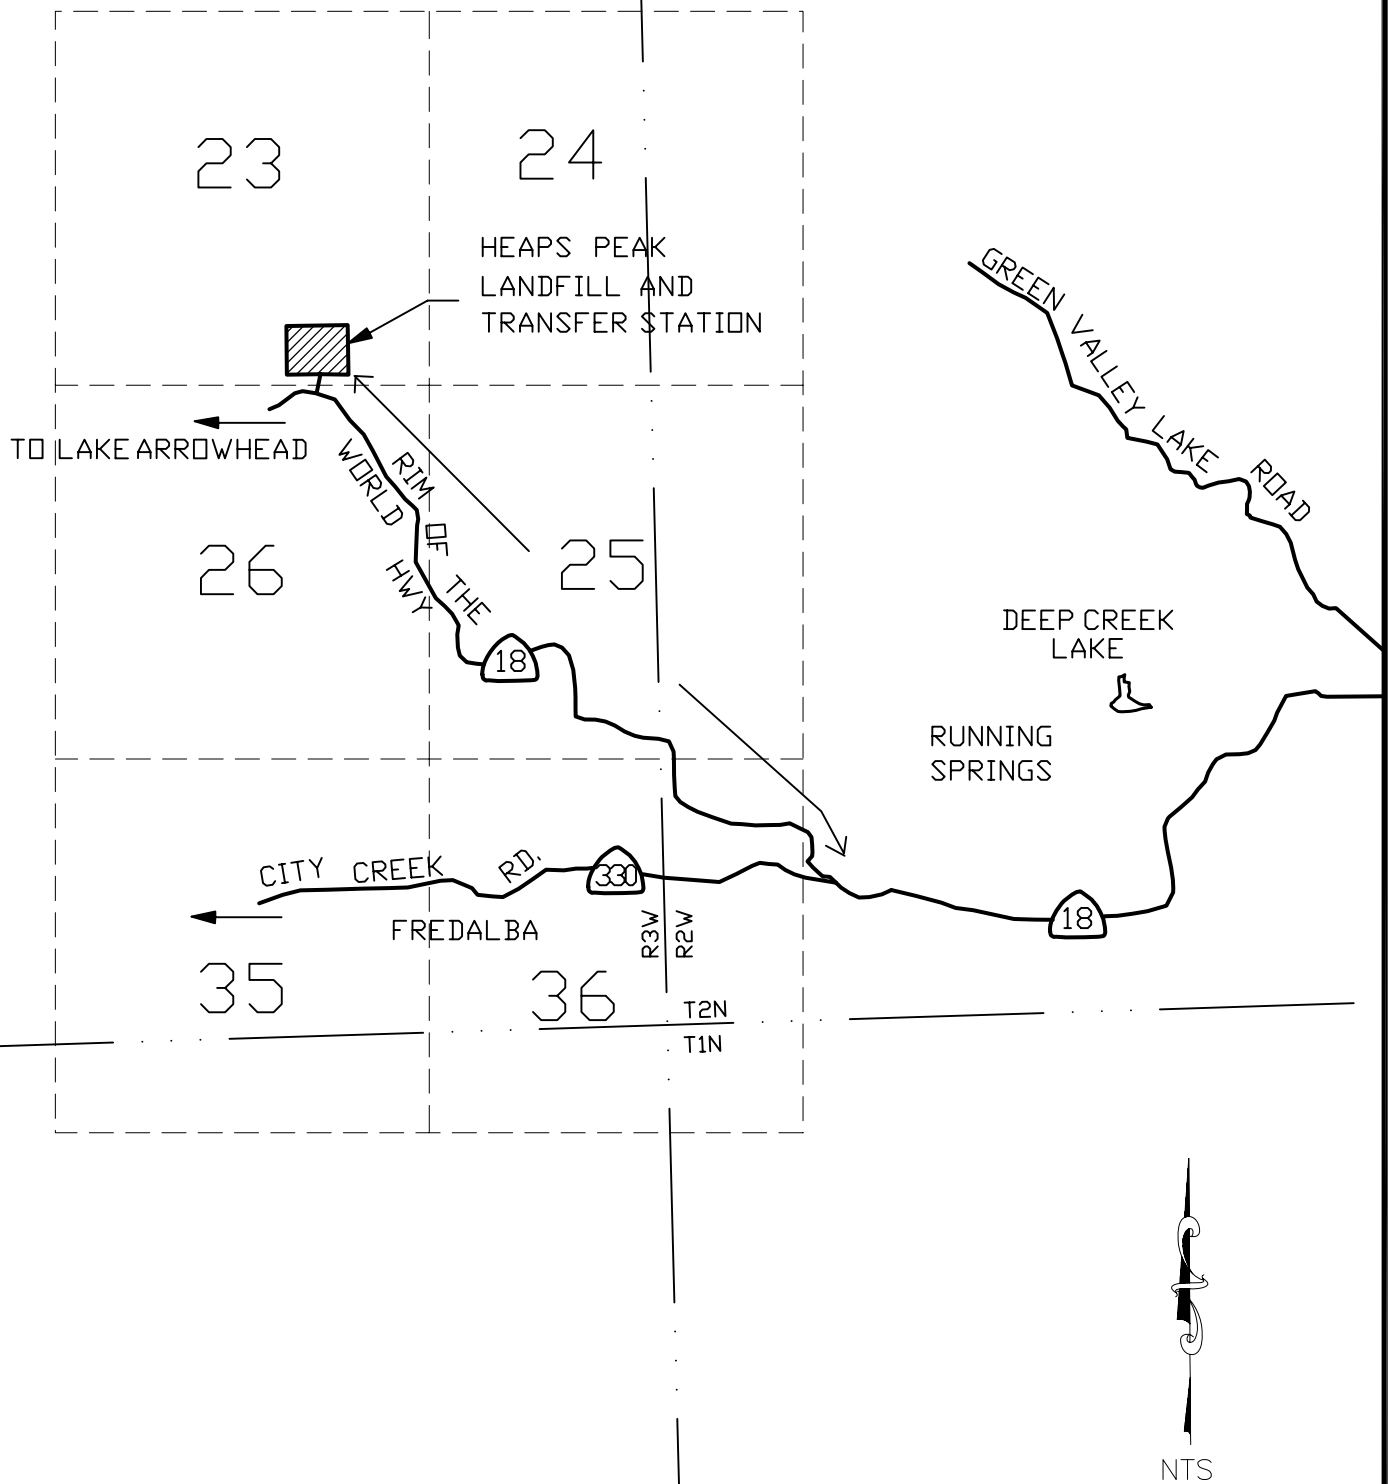 23
24
HEAPS PEAK
LANDFILL AND
TRANSFER STATION
GREEN VALLEY LAKE ROAD
TO LAKE ARROWHEAD
RIM OF THE
WORLD HWY
26
25
18
DEEP CREEK
LAKE
RUNNING
SPRINGS
CITY CREEK RD.
330
18
FREDALBA
R3W
R2W
35
36
T2N
T1N
NTS